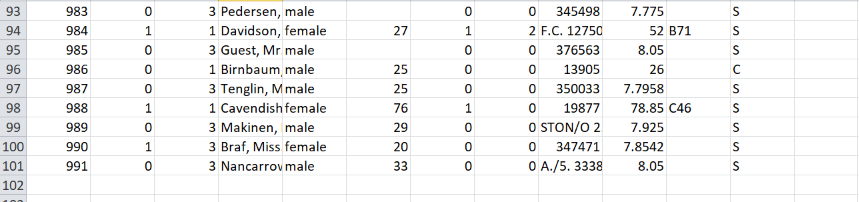 93 983 0 3 Pedersen, male 0 0 345498 7.775 S
94 984 1 1 Davidson, female 27 1 2 F.C. 12750 52 B71 S
95 985 0 3 Guest, Mr male 0 0 376563 8.05 S
96 986 0 1 Birnbaum, male 25 0 0 13905 26 C
97 987 0 3 Tenglin, M male 25 0 0 350033 7.7958 S
98 988 1 1 Cavendish female 76 1 0 19877 78.85 C46 S
99 989 0 3 Makinen, male 29 0 0 STON/O 2 7.925 S
100 990 1 3 Braf, Miss female 20 0 0 347471 7.8542 S
101 991 0 3 Nancarrow male 33 0 0 A./5. 3338 8.05 S
102